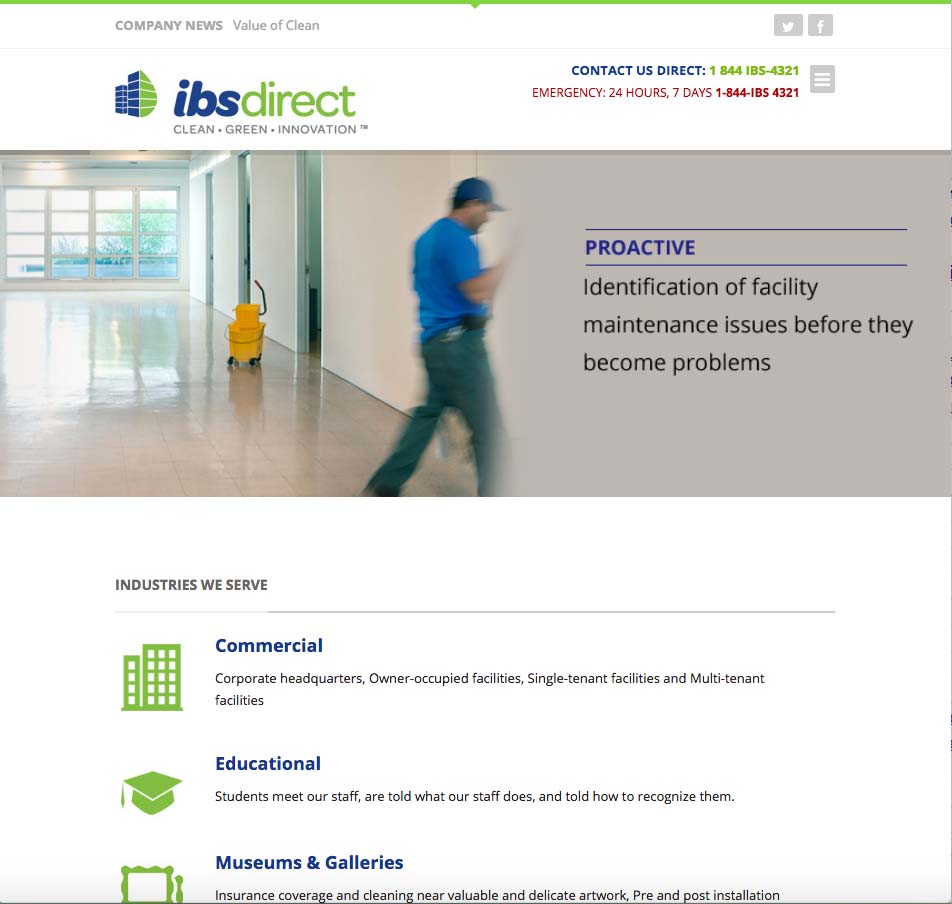 COMPANY NEWS Value of Clean
CONTACT US DIRECT: 1 844 IBS-4321
EMERGENCY: 24 HOURS, 7 DAYS 1-844-IBS 4321
ibsdirect
CLEAN • GREEN • INNOVATION ™
PROACTIVE
Identification of facility
maintenance issues before they
become problems
INDUSTRIES WE SERVE
Commercial
Corporate headquarters, Owner-occupied facilities, Single-tenant facilities and Multi-tenant
facilities
Educational
Students meet our staff, are told what our staff does, and told how to recognize them.
Museums & Galleries
Insurance coverage and cleaning near valuable and delicate artwork, Pre and post installation